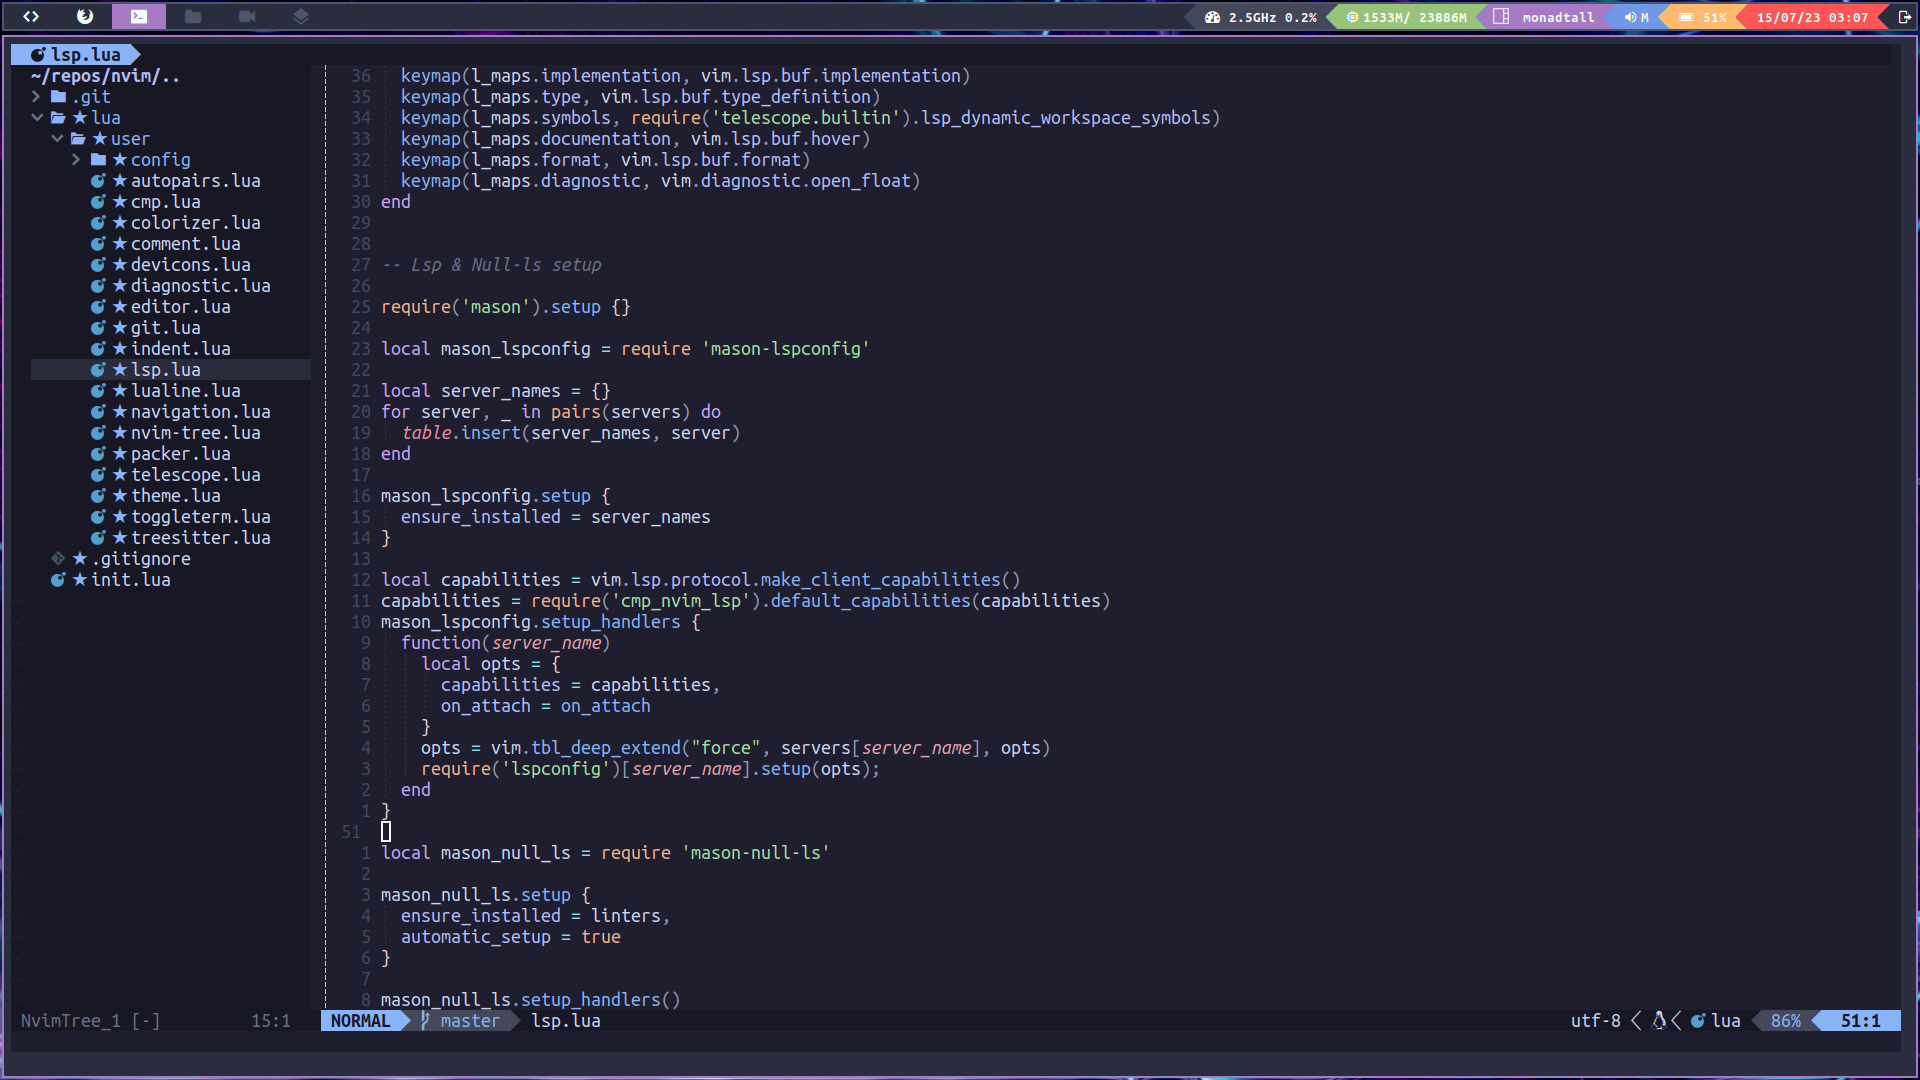 2.5GHz 0.2% 1533M/ 23886M monadtall M 51% 15/07/23 03:07
lsp.lua
~/repos/nvim/..
.git
lua
user
config
autopairs.lua
cmp.lua
colorizer.lua
comment.lua
devicons.lua
diagnostic.lua
editor.lua
git.lua
indent.lua
lsp.lua
lualine.lua
navigation.lua
nvim-tree.lua
packer.lua
telescope.lua
theme.lua
toggleterm.lua
treesitter.lua
.gitignore
init.lua
36 keymap(l_maps.implementation, vim.lsp.buf.implementation)
35 keymap(l_maps.type, vim.lsp.buf.type_definition)
34 keymap(l_maps.symbols, require('telescope.builtin').lsp_dynamic_workspace_symbols)
33 keymap(l_maps.documentation, vim.lsp.buf.hover)
32 keymap(l_maps.format, vim.lsp.buf.format)
31 keymap(l_maps.diagnostic, vim.diagnostic.open_float)
30 end
29
28
27 -- Lsp & Null-ls setup
26
25 require('mason').setup {}
24
23 local mason_lspconfig = require 'mason-lspconfig'
22
21 local server_names = {}
20 for server, _ in pairs(servers) do
19 table.insert(server_names, server)
18 end
17
16 mason_lspconfig.setup {
15 ensure_installed = server_names
14 }
13
12 local capabilities = vim.lsp.protocol.make_client_capabilities()
11 capabilities = require('cmp_nvim_lsp').default_capabilities(capabilities)
10 mason_lspconfig.setup_handlers {
9 function(server_name)
8 local opts = {
7 capabilities = capabilities,
6 on_attach = on_attach
5 }
4 opts = vim.tbl_deep_extend("force", servers[server_name], opts)
3 require('lspconfig')[server_name].setup(opts);
2 end
1 }
51
1 local mason_null_ls = require 'mason-null-ls'
2
3 mason_null_ls.setup {
4 ensure_installed = linters,
5 automatic_setup = true
6 }
7
8 mason_null_ls.setup_handlers()
NvimTree_1 [-] 15:1 NORMAL master lsp.lua utf-8 lua 86% 51:1